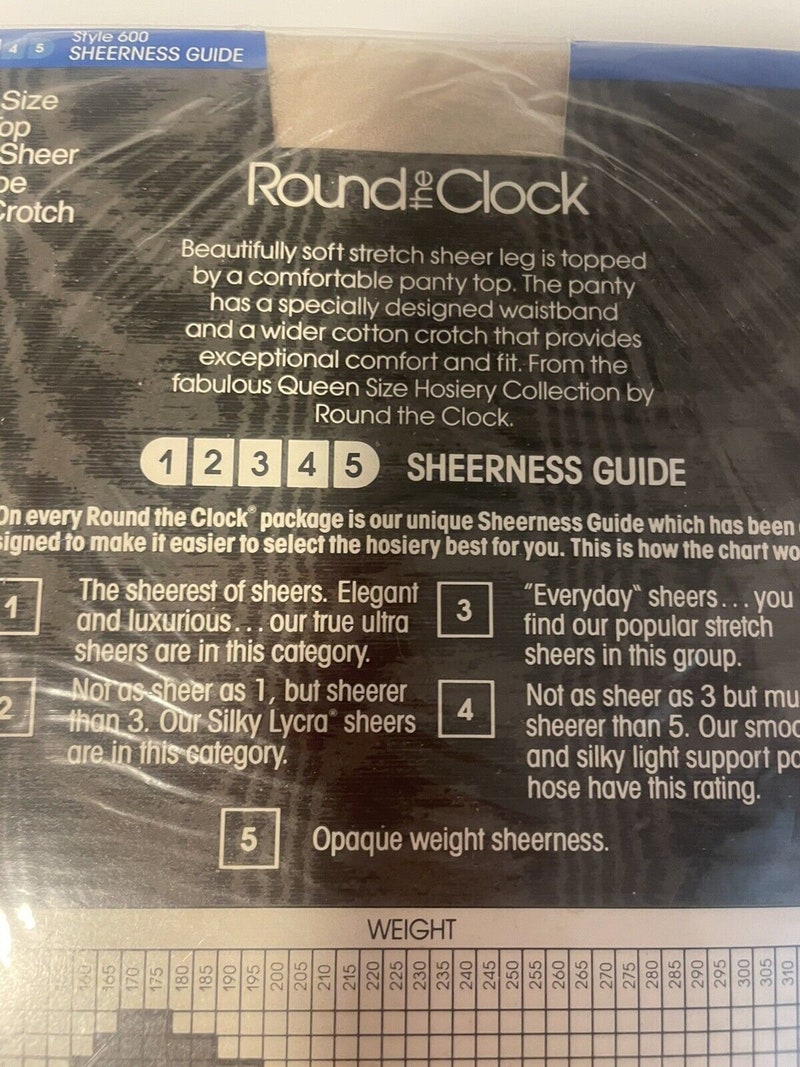 4 5 Style 600
SHEERNESS GUIDE
Size
Top
Sheer
Crotch
Round the Clock
Beautifully soft stretch sheer leg is topped
by a comfortable panty top. The panty
has a specially designed waistband
and a wider cotton crotch that provides
exceptional comfort and fit. From the
fabulous Queen Size Hosiery Collection by
Round the Clock.
1 2 3 4 5 SHEERNESS GUIDE
On every Round the Clock® package is our unique Sheerness Guide which has been
signed to make it easier to select the hosiery best for you. This is how the chart wo
1 The sheerest of sheers. Elegant
and luxurious... our true ultra
sheers are in this category.
2 Not as sheer as 1, but sheerer
than 3. Our Silky Lycra® sheers
are in this category.
3 "Everyday" sheers... you
find our popular stretch
sheers in this group.
4 Not as sheer as 3 but mu
sheerer than 5. Our smoo
and silky light support pa
hose have this rating.
5 Opaque weight sheerness.
WEIGHT
160 165 170 175 180 185 190 195 200 205 210 215 220 225 230 235 240 245 250 255 260 265 270 275 280 285 290 295 300 305 310